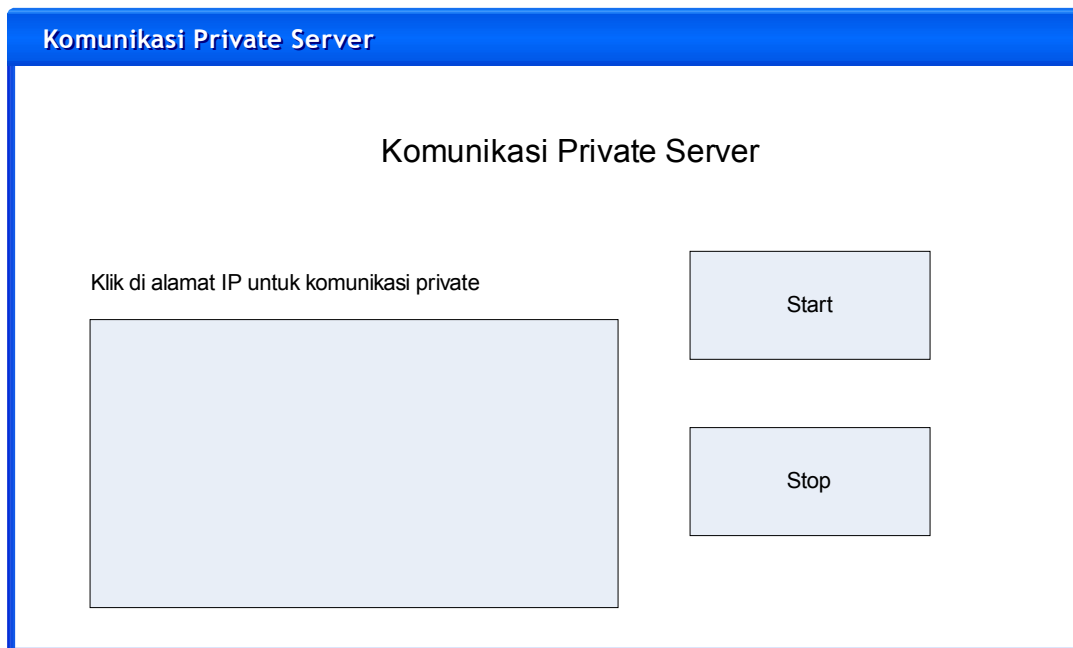 Komunikasi Private Server
Komunikasi Private Server
Klik di alamat IP untuk komunikasi private
Start
Stop